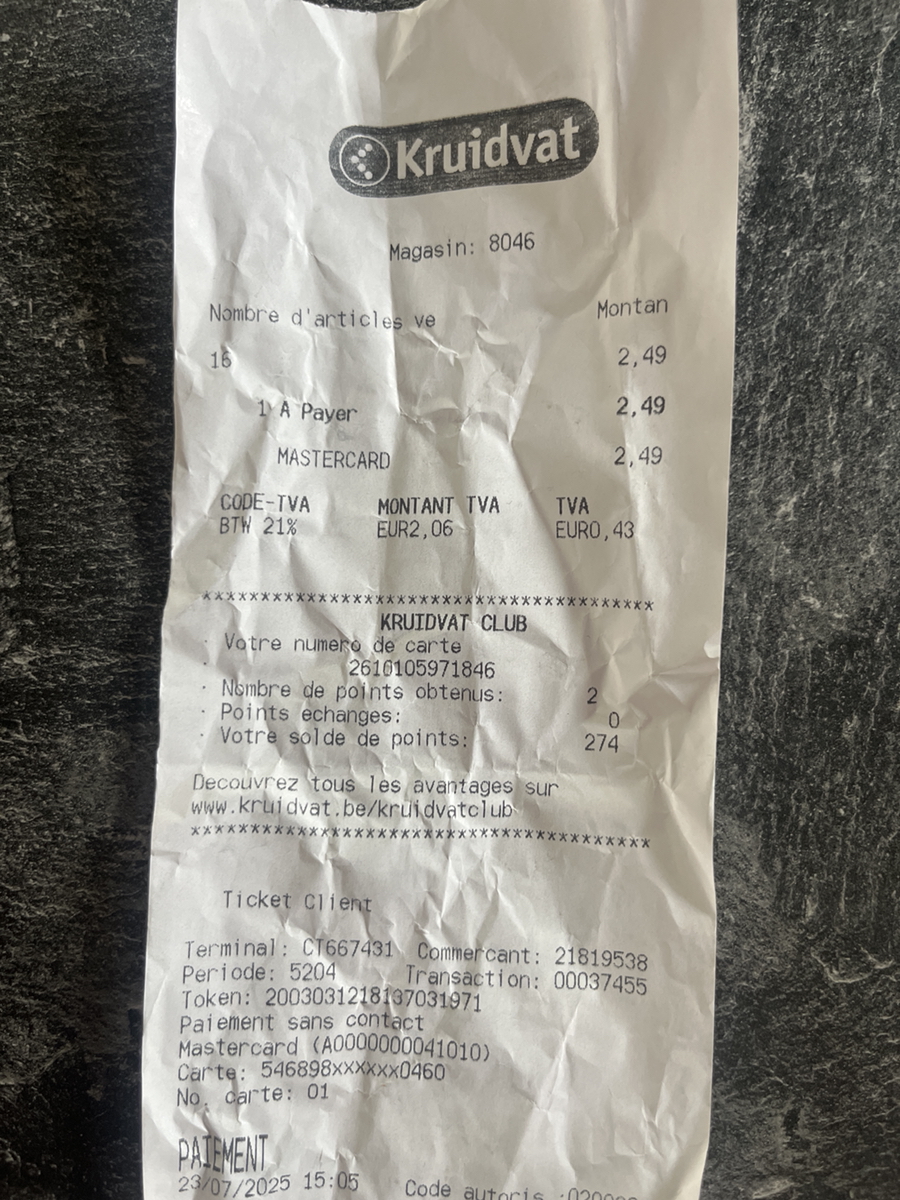 Kruidvat
Magasin: 8046
Nombre d'articles ve Montan
16 2,49
1 A Payer 2,49
MASTERCARD 2,49
CODE-TVA MONTANT TVA TVA
BTW 21% EUR2,06 EUR0,43
***************************************
KRUIDVAT CLUB
· Votre numero de carte
· 2610105971846
· Nombre de points obtenus: 2
· Points echanges: 0
· Votre solde de points: 274
Decouvrez tous les avantages sur
www.kruidvat.be/kruidvatclub
***************************************
Ticket Client
Terminal: CT667431 Commercant: 21819538
Periode: 5204 Transaction: 00037455
Token: 2003031218137031971
Paiement sans contact
Mastercard (A0000000041010)
Carte: 546898xxxxxx0460
No. carte: 01
PAIEMENT
23/07/2025 15:05 Code autoris.: